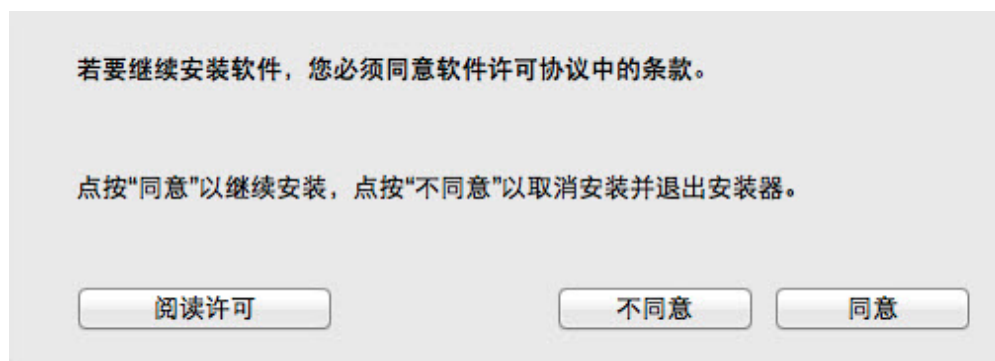 若要继续安装软件，您必须同意软件许可协议中的条款。
点按“同意”以继续安装，点按“不同意”以取消安装并退出安装器。
阅读许可
不同意
同意